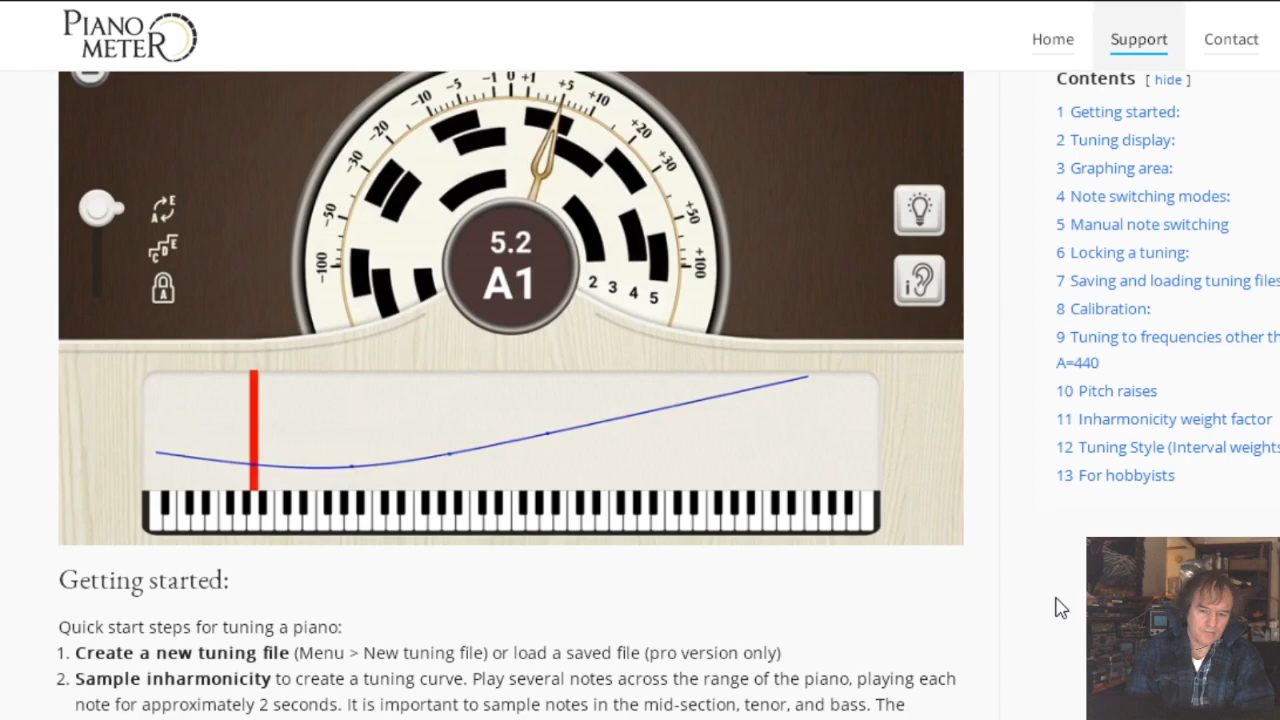 PIANO METER
Home
Support
Contact
-100
-50
-30
-20
-10
-5
-1
0
+1
+5
+10
+20
+30
+50
+100
5.2
A1
2
3
4
5
A
E
C
D
E
A
i
Contents [ hide ]
1 Getting started:
2 Tuning display:
3 Graphing area:
4 Note switching modes:
5 Manual note switching
6 Locking a tuning:
7 Saving and loading tuning files
8 Calibration:
9 Tuning to frequencies other th
A=440
10 Pitch raises
11 Inharmonicity weight factor
12 Tuning Style (Interval weights
13 For hobbyists
Getting started:
Quick start steps for tuning a piano:
1. Create a new tuning file (Menu > New tuning file) or load a saved file (pro version only)
2. Sample inharmonicity to create a tuning curve. Play several notes across the range of the piano, playing each
note for approximately 2 seconds. It is important to sample notes in the mid-section, tenor, and bass. The